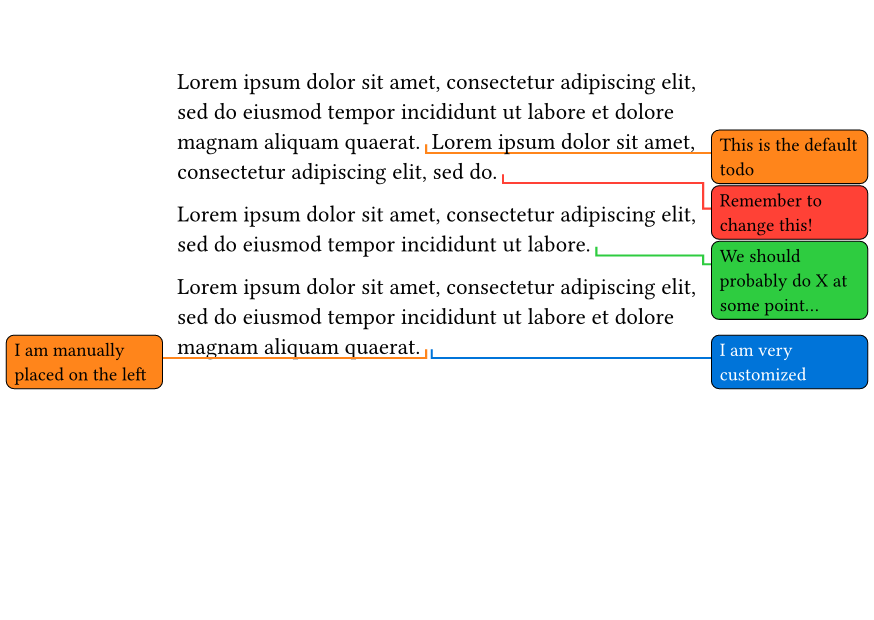 Lorem ipsum dolor sit amet, consectetur adipiscing elit,
sed do eiusmod tempor incididunt ut labore et dolore
magnam aliquam quaerat. Lorem ipsum dolor sit amet,
consectetur adipiscing elit, sed do.
This is the default
todo
Remember to
change this!
Lorem ipsum dolor sit amet, consectetur adipiscing elit,
sed do eiusmod tempor incididunt ut labore.
We should
probably do X at
some point...
Lorem ipsum dolor sit amet, consectetur adipiscing elit,
sed do eiusmod tempor incididunt ut labore et dolore
magnam aliquam quaerat.
I am manually
placed on the left
I am very
customized